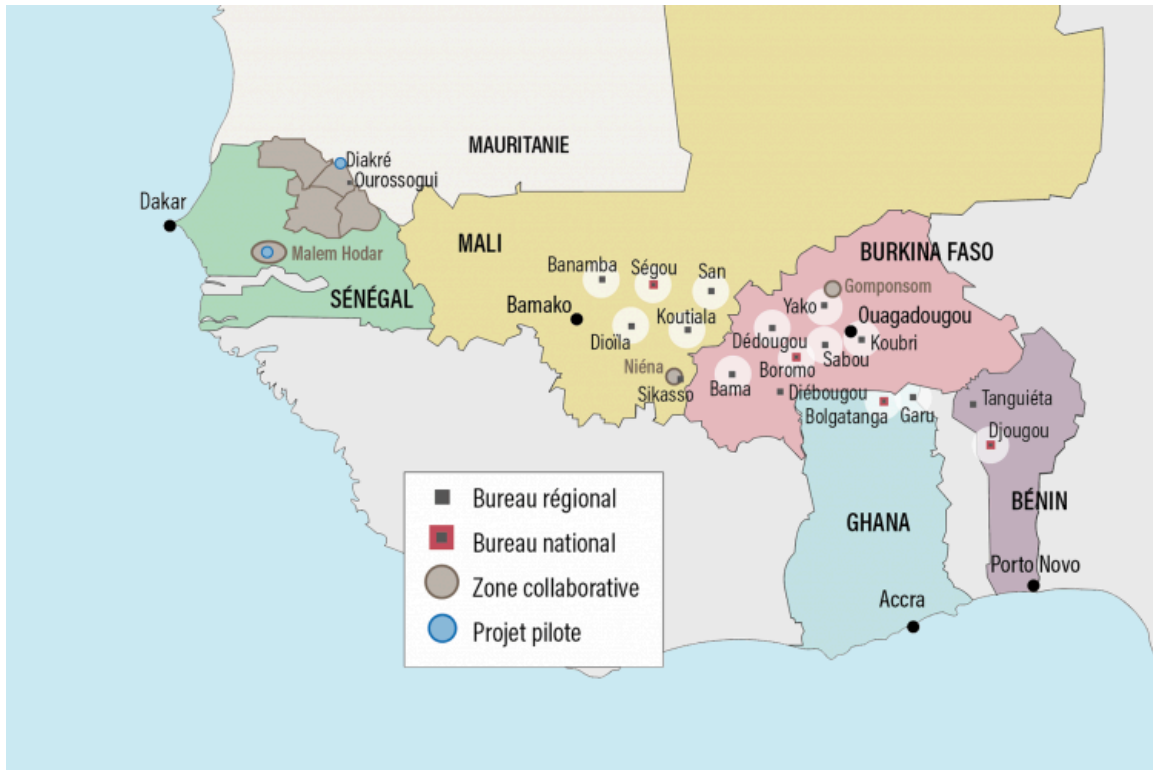 MAURITANIE
Diakré
Ourossogui
Dakar
Malem Hodar
SÉNÉGAL
MALI
Banamba
Ségou
San
Bamako
Koutiala
Dioïla
Niéna
Sikasso
BURKINA FASO
Gomponsom
Yako
Ouagadougou
Dédougou
Koubri
Sabou
Boromo
Bama
Diébougou
Bolgatanga
Garu
Tanguiéta
Djougou
GHANA
BÉNIN
Porto Novo
Accra
Bureau régional
Bureau national
Zone collaborative
Projet pilote